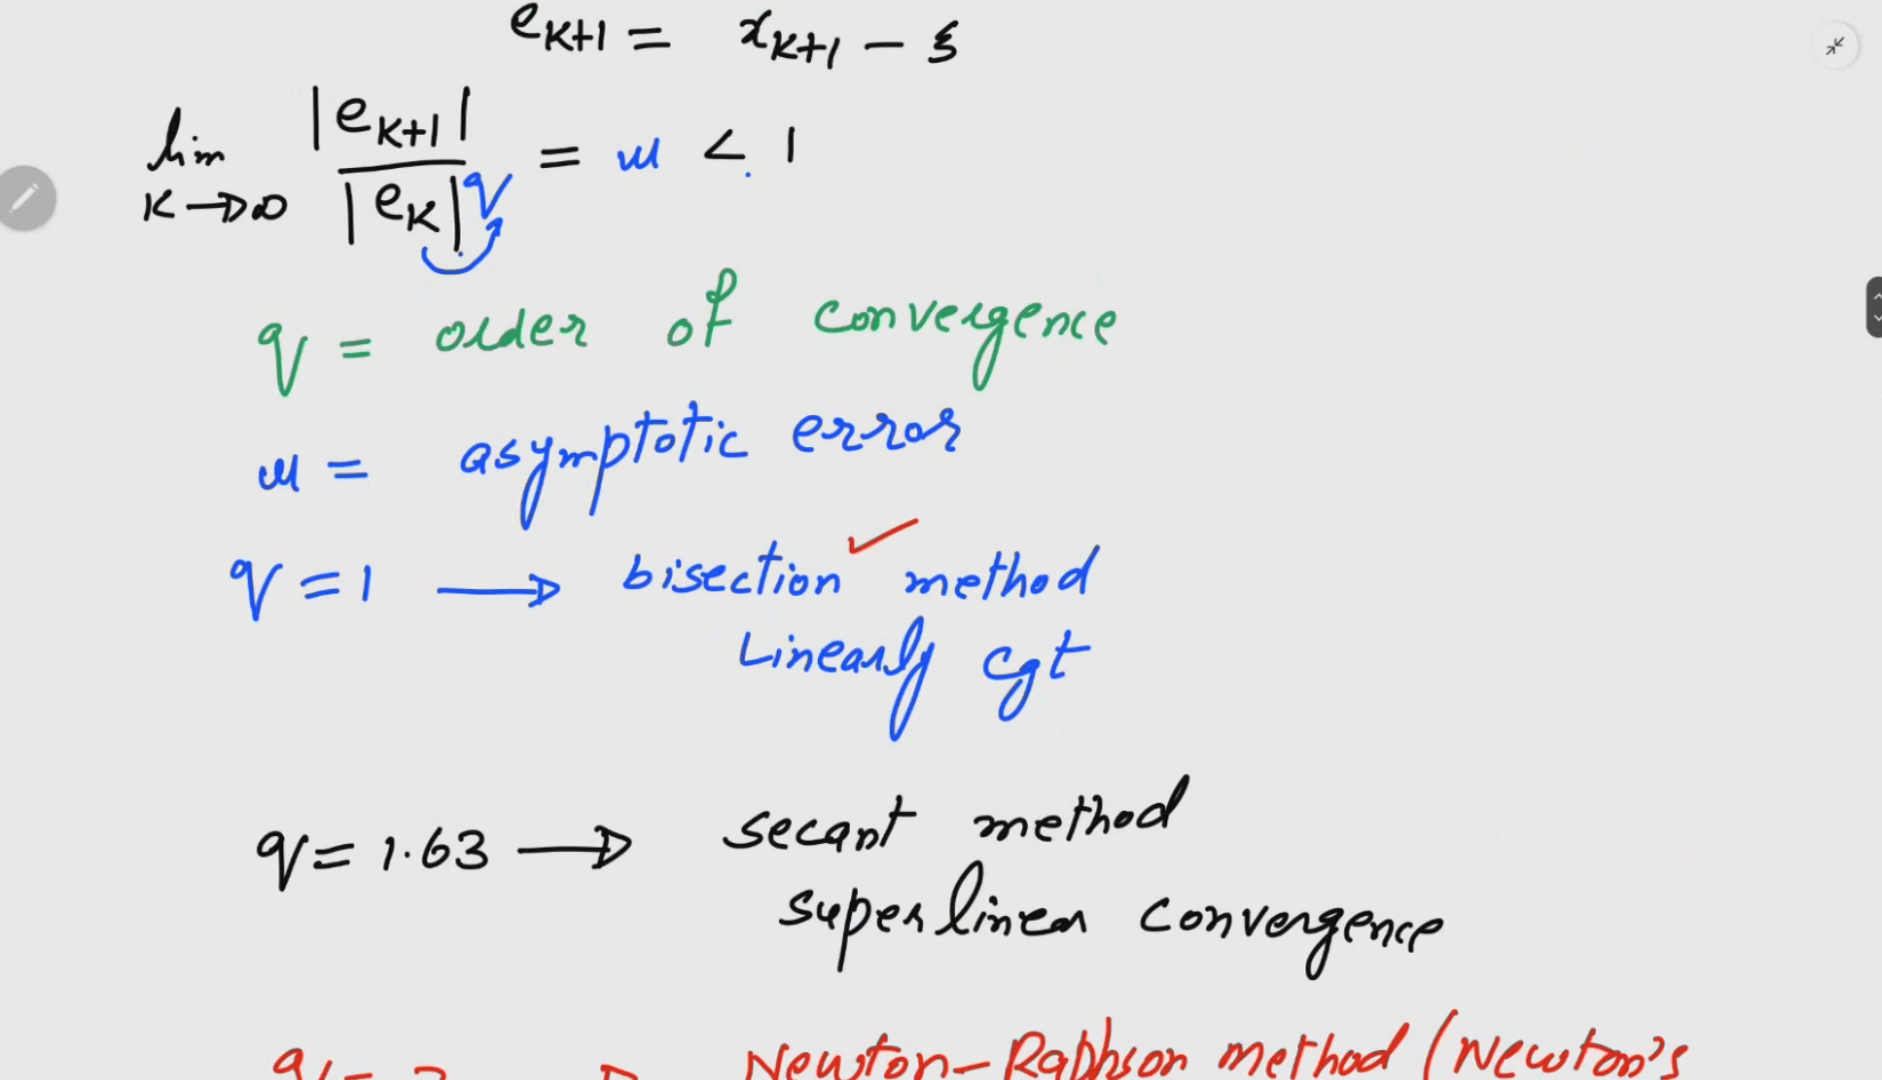 e_{K+1} = x_{K+1} - ξ
lim_{K→∞} |e_{K+1}| / |e_K|^q = μ < 1
q = order of convergence
μ = asymptotic error
q = 1 → bisection method
Linearly cgt
q = 1.63 → secant method
superlinear convergence
q = 2 → Newton-Raphson method (Newton's